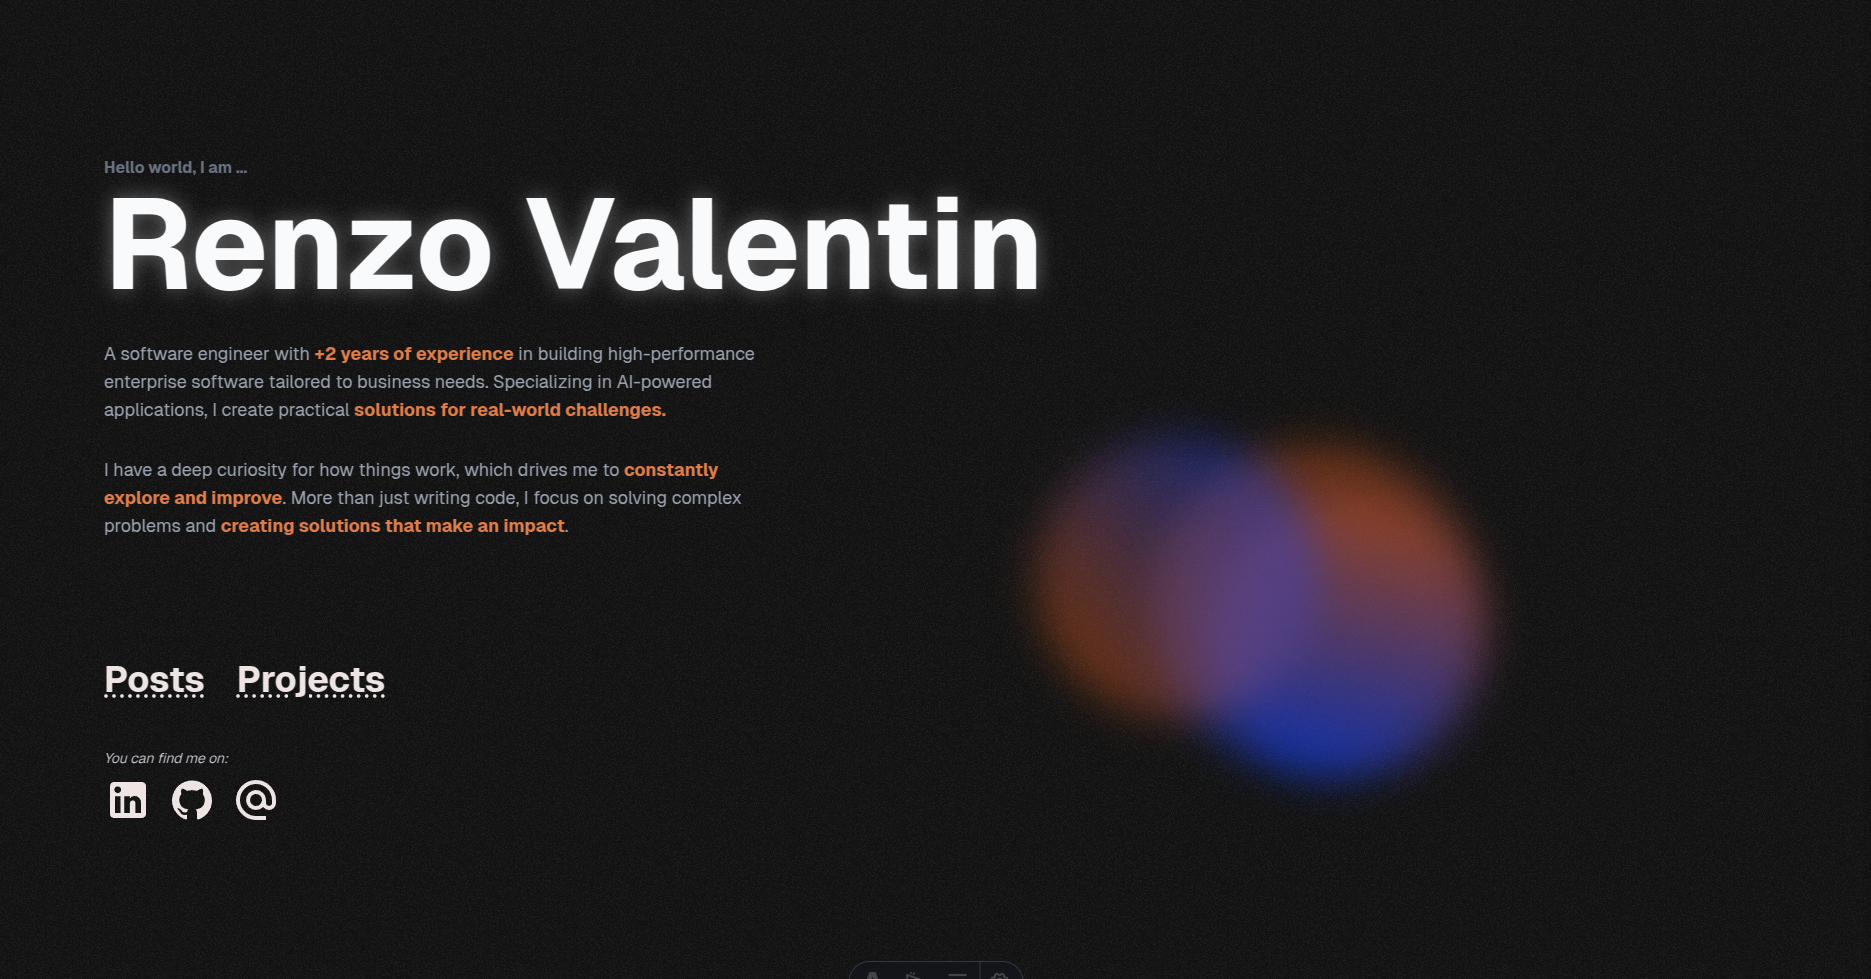 Hello world, I am ...
Renzo Valentin
A software engineer with +2 years of experience in building high-performance
enterprise software tailored to business needs. Specializing in AI-powered
applications, I create practical solutions for real-world challenges.
I have a deep curiosity for how things work, which drives me to constantly
explore and improve. More than just writing code, I focus on solving complex
problems and creating solutions that make an impact.
Posts Projects
You can find me on:
in